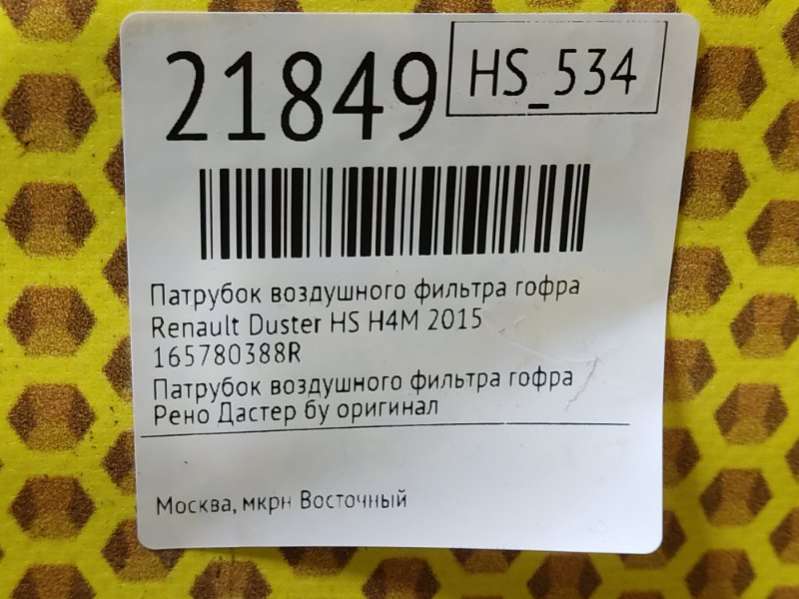 21849
HS_534
Патрубок воздушного фильтра гофра
Renault Duster HS H4M 2015
165780388R
Патрубок воздушного фильтра гофра
Рено Дастер бу оригинал
Москва, мкрн Восточный